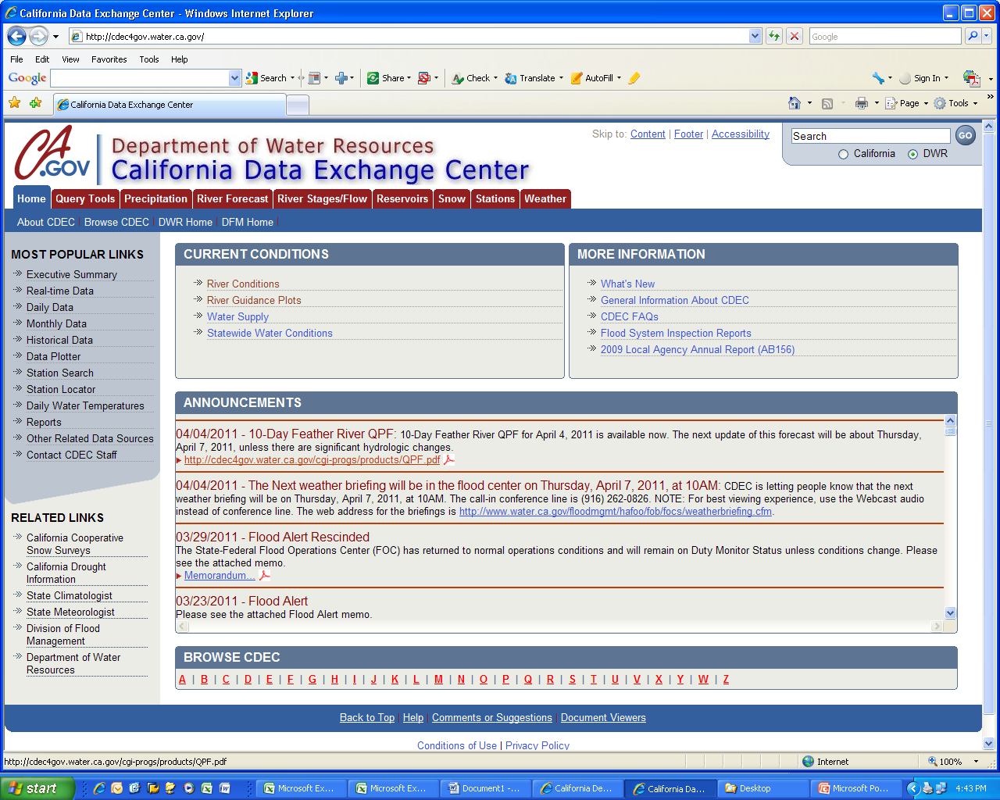 California Data Exchange Center - Windows Internet Explorer
http://cdec4gov.water.ca.gov/
Google
File Edit View Favorites Tools Help
Google Search Share Check Translate AutoFill Sign In
California Data Exchange Center
Page Tools
CA.GOV
Department of Water Resources
California Data Exchange Center
Skip to: Content | Footer | Accessibility
Search GO
California DWR
Home Query Tools Precipitation River Forecast River Stages/Flow Reservoirs Snow Stations Weather
About CDEC | Browse CDEC | DWR Home | DFM Home |
MOST POPULAR LINKS
Executive Summary
Real-time Data
Daily Data
Monthly Data
Historical Data
Data Plotter
Station Search
Station Locator
Daily Water Temperatures
Reports
Other Related Data Sources
Contact CDEC Staff
RELATED LINKS
California Cooperative
Snow Surveys
California Drought
Information
State Climatologist
State Meteorologist
Division of Flood
Management
Department of Water
Resources
CURRENT CONDITIONS
River Conditions
River Guidance Plots
Water Supply
Statewide Water Conditions
MORE INFORMATION
What's New
General Information About CDEC
CDEC FAQs
Flood System Inspection Reports
2009 Local Agency Annual Report (AB156)
ANNOUNCEMENTS
04/04/2011 - 10-Day Feather River QPF: 10-Day Feather River QPF for April 4, 2011 is available now. The next update of this forecast will be about Thursday,
April 7, 2011, unless there are significant hydrologic changes.
http://cdec4gov.water.ca.gov/cgi-progs/products/QPF.pdf
04/04/2011 - The Next weather briefing will be in the flood center on Thursday, April 7, 2011, at 10AM: CDEC is letting people know that the next
weather briefing will be on Thursday, April 7, 2011, at 10AM. The call-in conference line is (916) 262-0826. NOTE: For best viewing experience, use the Webcast audio
instead of conference line. The web address for the briefings is http://www.water.ca.gov/floodmgmt/hafoo/fob/focs/weatherbriefing.cfm.
03/29/2011 - Flood Alert Rescinded
The State-Federal Flood Operations Center (FOC) has returned to normal operations conditions and will remain on Duty Monitor Status unless conditions change. Please
see the attached memo.
Memorandum...
03/23/2011 - Flood Alert
Please see the attached Flood Alert memo.
BROWSE CDEC
A | B | C | D | E | F | G | H | I | J | K | L | M | N | O | P | Q | R | S | T | U | V | X | Y | W | Z
Back to Top | Help | Comments or Suggestions | Document Viewers
Conditions of Use | Privacy Policy
http://cdec4gov.water.ca.gov/cgi-progs/products/QPF.pdf Internet 100%
start Microsoft Ex... Microsoft Ex... Document1 -... California De... California Da... Desktop Microsoft Po... 4:43 PM